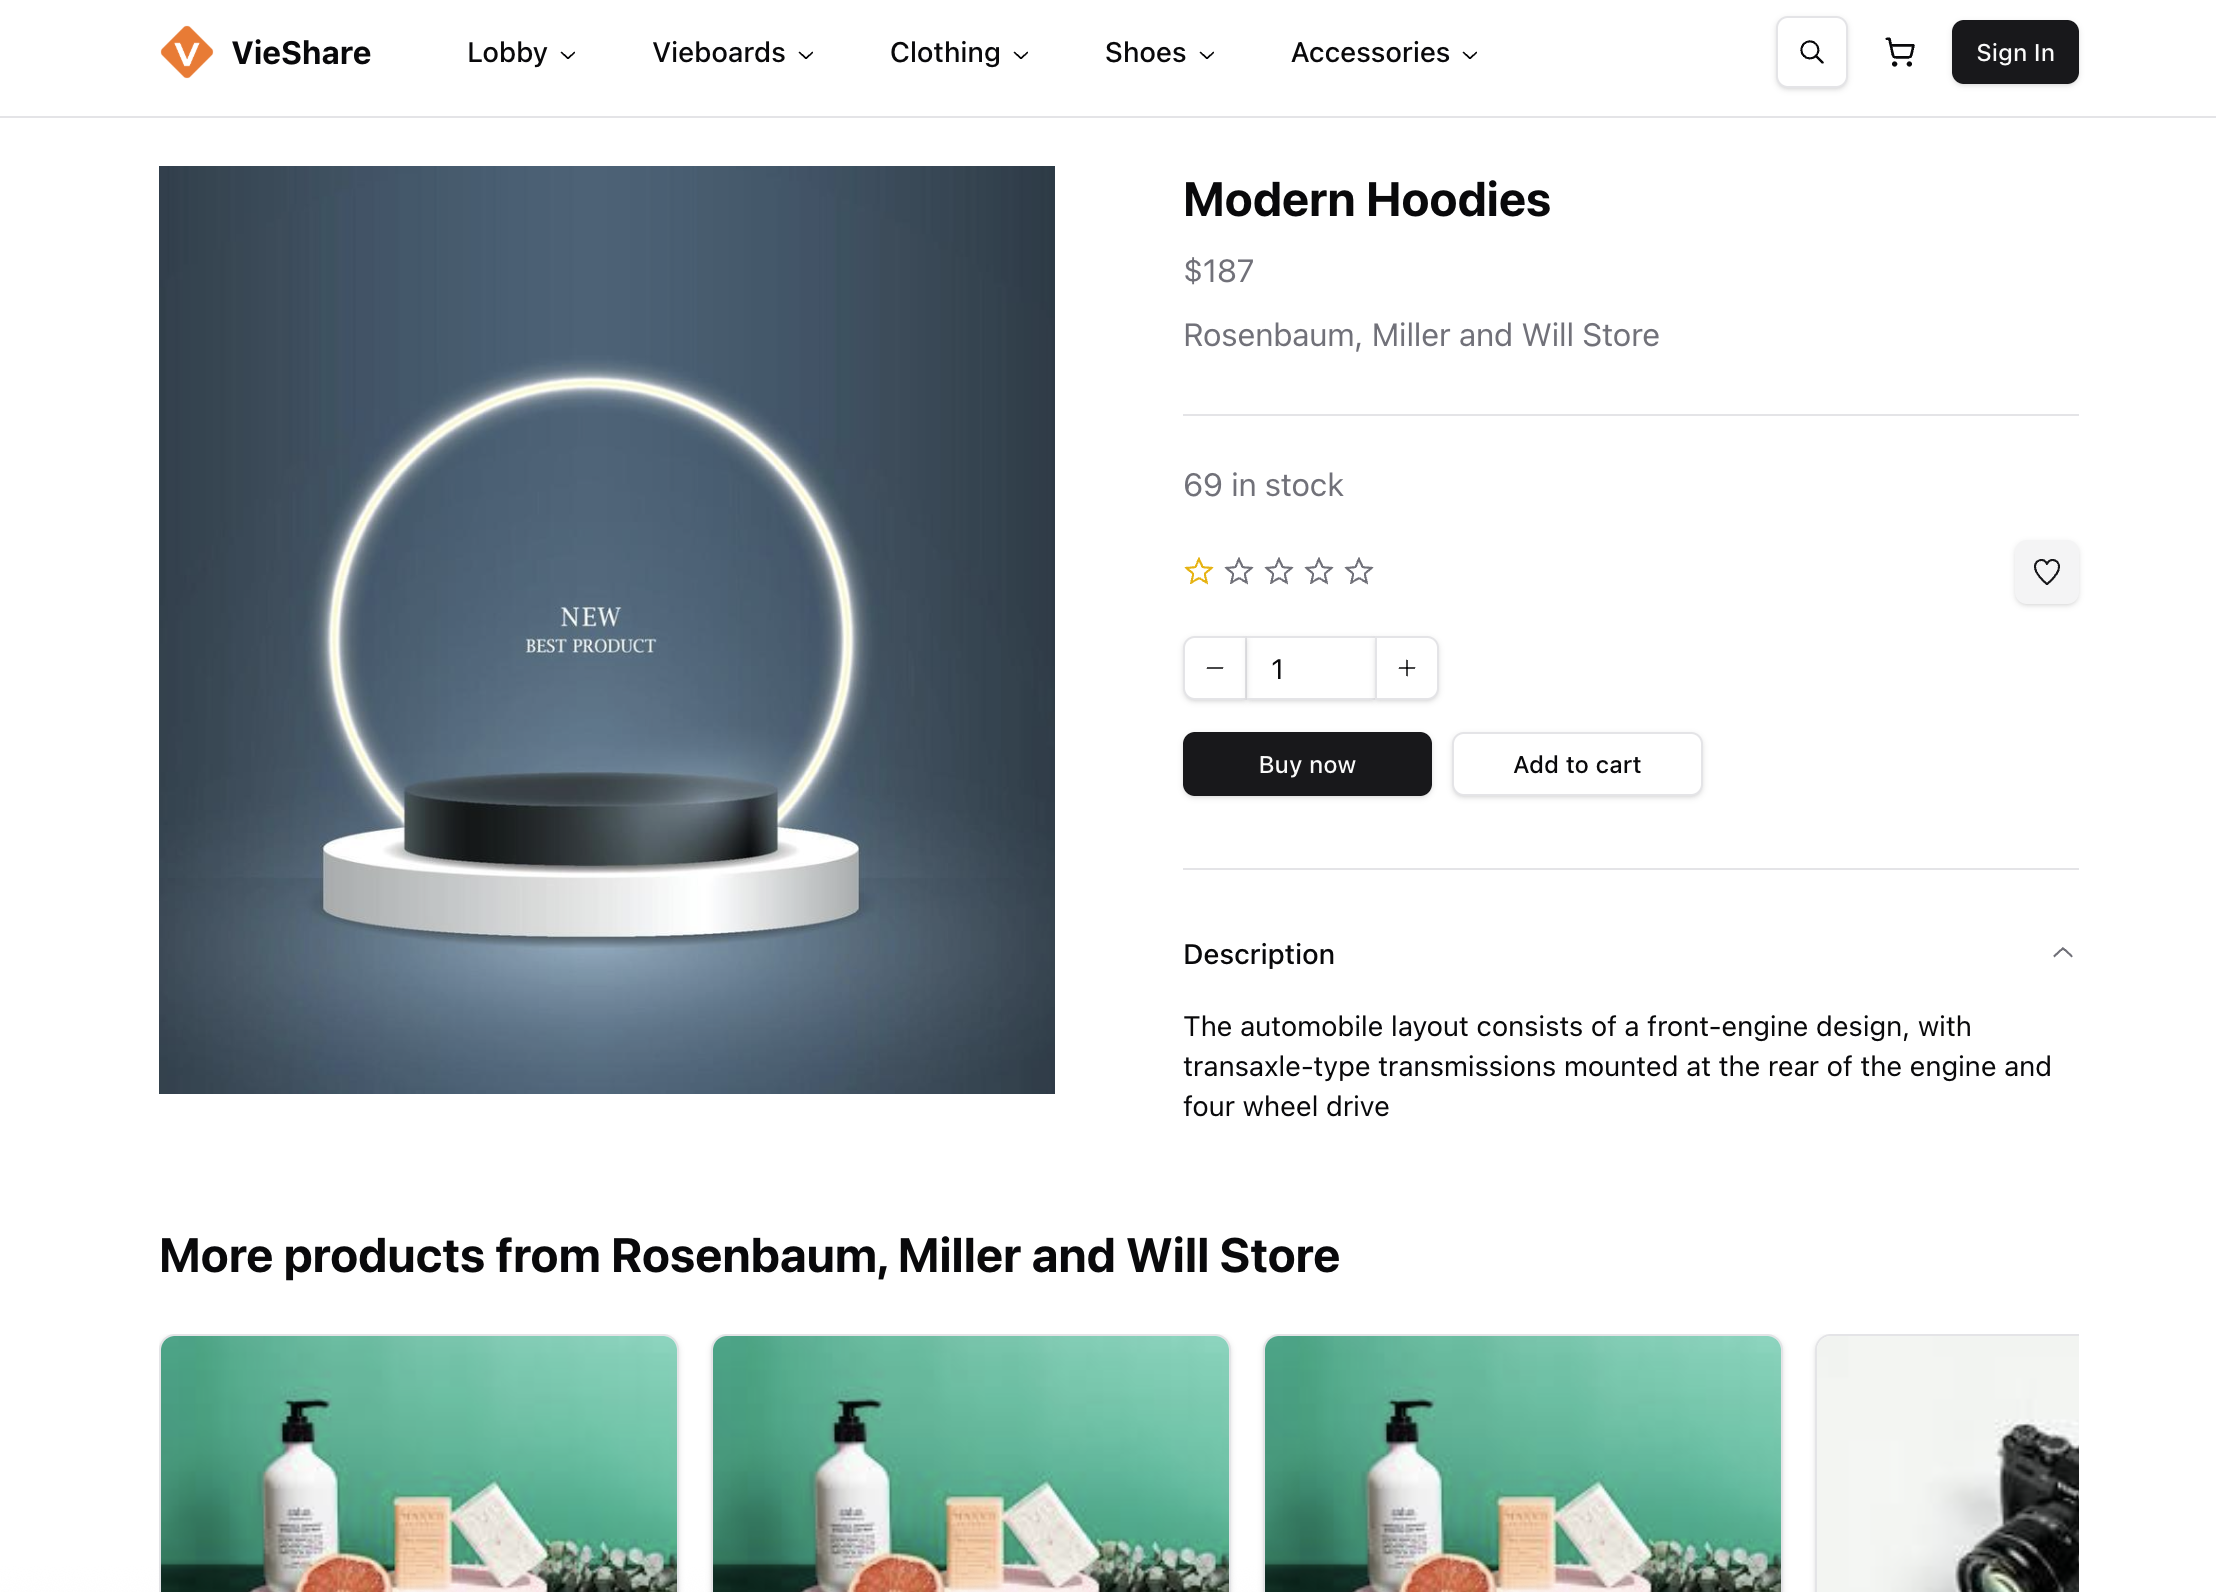 VieShare
Lobby
Vieboards
Clothing
Shoes
Accessories
Sign In
Modern Hoodies
$187
Rosenbaum, Miller and Will Store
69 in stock
NEW
BEST PRODUCT
1
Buy now
Add to cart
Description
The automobile layout consists of a front-engine design, with
transaxle-type transmissions mounted at the rear of the engine and
four wheel drive
More products from Rosenbaum, Miller and Will Store